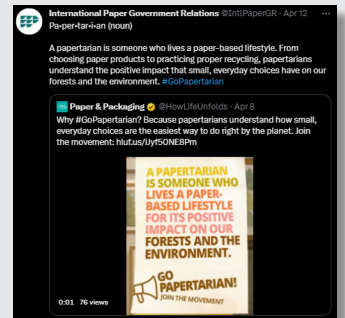 International Paper Government Relations @IntlPaperGR · Apr 12 ...
Pa•per•tar•i•an (noun)
A papertarian is someone who lives a paper-based lifestyle. From
choosing paper products to practicing proper recycling, papertarians
understand the positive impact that small, everyday choices have on our
forests and the environment. #GoPapertarian
Paper & Packaging @HowLifeUnfolds · Apr 8
Why #GoPapertarian? Because papertarians understand how small,
everyday choices are the easiest way to do right by the planet. Join
the movement: hluf.us/Uyf50NE8Pm
A PAPERTARIAN
IS SOMEONE WHO
LIVES A PAPER-
BASED LIFESTYLE
FOR ITS POSITIVE
IMPACT ON OUR
FORESTS AND THE
ENVIRONMENT.
GO
PAPERTARIAN!
JOIN THE MOVEMENT
0:01 76 views